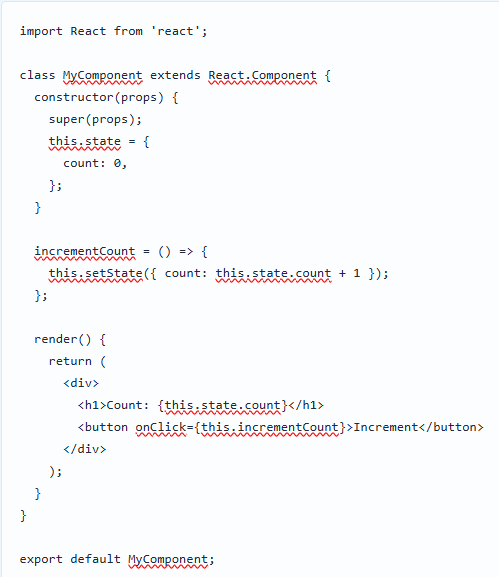 import React from 'react';
class MyComponent extends React.Component {
constructor(props) {
super(props);
this.state = {
count: 0,
};
}
incrementCount = () => {
this.setState({ count: this.state.count + 1 });
};
render() {
return (
<div>
<h1>Count: {this.state.count}</h1>
<button onClick={this.incrementCount}>Increment</button>
</div>
);
}
}
export default MyComponent;